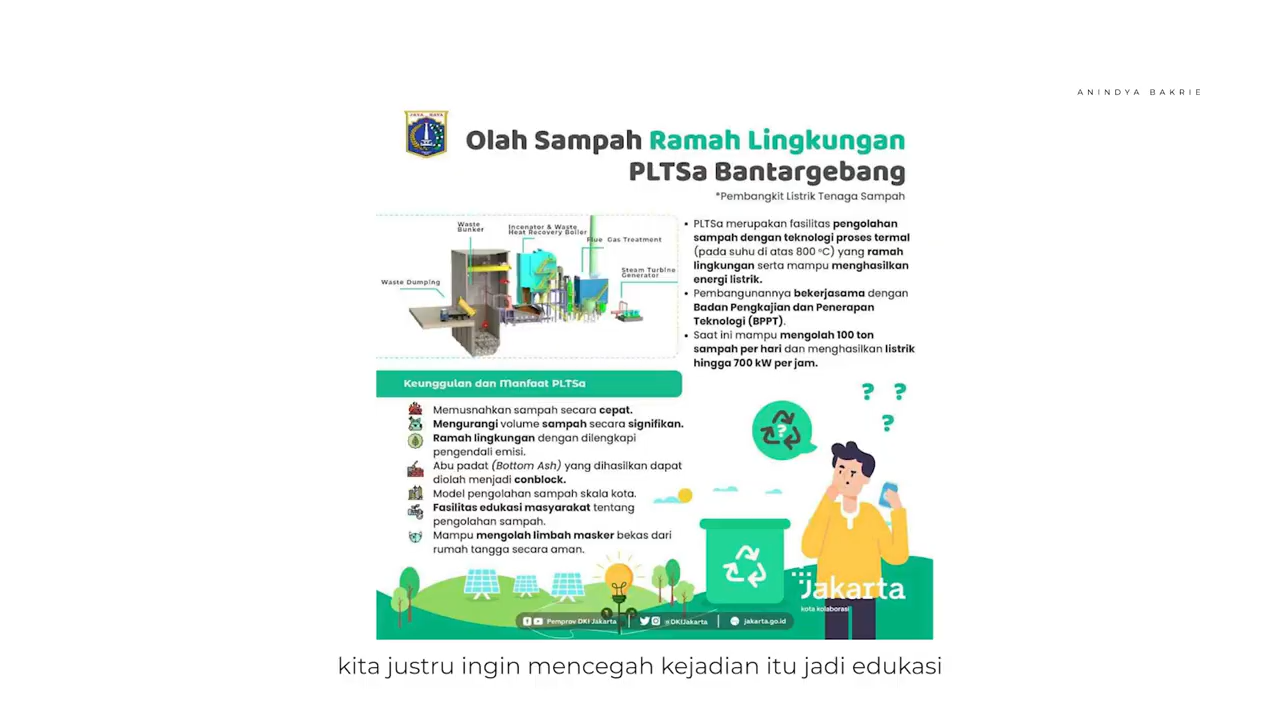 ANINDYA BAKRIE
JAYA RAYA
Olah Sampah Ramah Lingkungan
PLTSa Bantargebang
*Pembangkit Listrik Tenaga Sampah
Waste
Bunker
Incenator & Waste
Heat Recovery Boiler
Flue Gas Treatment
Steam Turbine
Generator
Waste Dumping
• PLTSa merupakan fasilitas pengolahan
sampah dengan teknologi proses termal
(pada suhu di atas 800 °C) yang ramah
lingkungan serta mampu menghasilkan
energi listrik.
• Pembangunannya bekerjasama dengan
Badan Pengkajian dan Penerapan
Teknologi (BPPT).
• Saat ini mampu mengolah 100 ton
sampah per hari dan menghasilkan listrik
hingga 700 kW per jam.
Keunggulan dan Manfaat PLTSa
Memusnahkan sampah secara cepat.
Mengurangi volume sampah secara signifikan.
Ramah lingkungan dengan dilengkapi
pengendali emisi.
Abu padat (Bottom Ash) yang dihasilkan dapat
diolah menjadi conblock.
Model pengolahan sampah skala kota.
Fasilitas edukasi masyarakat tentang
pengolahan sampah.
Mampu mengolah limbah masker bekas dari
rumah tangga secara aman.
? ?
?
?
Jakarta
kota kolaborasi
Pemprov DKI Jakarta | @DKIJakarta | jakarta.go.id
kita justru ingin mencegah kejadian itu jadi edukasi